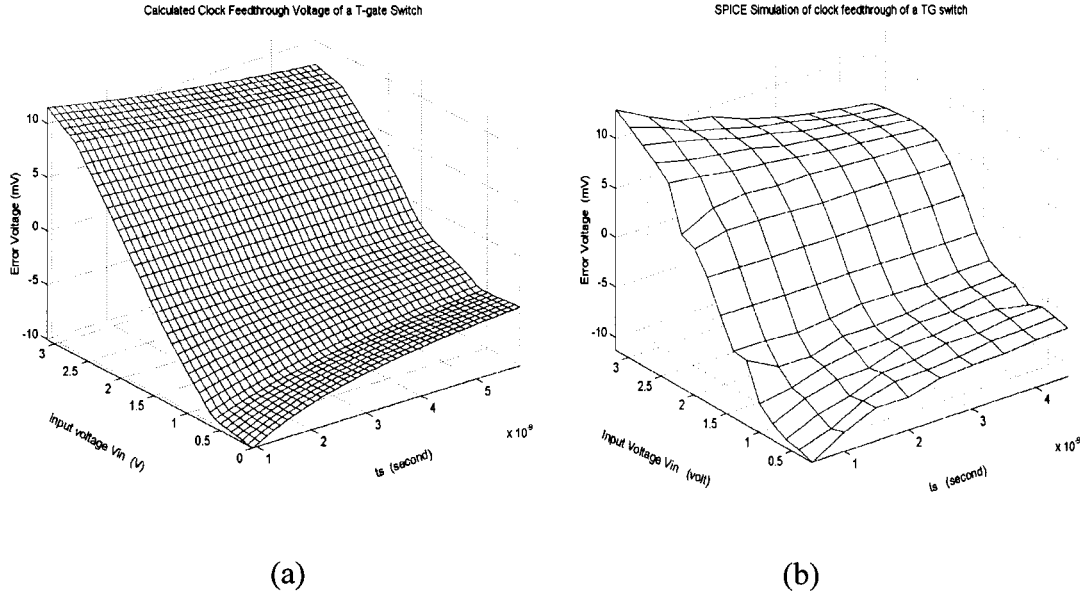 Calculated Clock Feedthrough Voltage of a T-gate Switch
10
5
0
-5
-10
Error Voltage (mV)
3
2.5
2
1.5
1
0.5
0
Input voltage Vin (V)
1
2
3
4
5
x 10⁻⁹
ts (second)
(a)
SPICE Simulation of clock feedthrough of a TG switch
10
5
0
-5
-10
Error Voltage (mV)
3
2.5
2
1.5
1
0.5
Input Voltage Vin (volt)
1
2
3
4
x 10⁻⁹
ts (second)
(b)